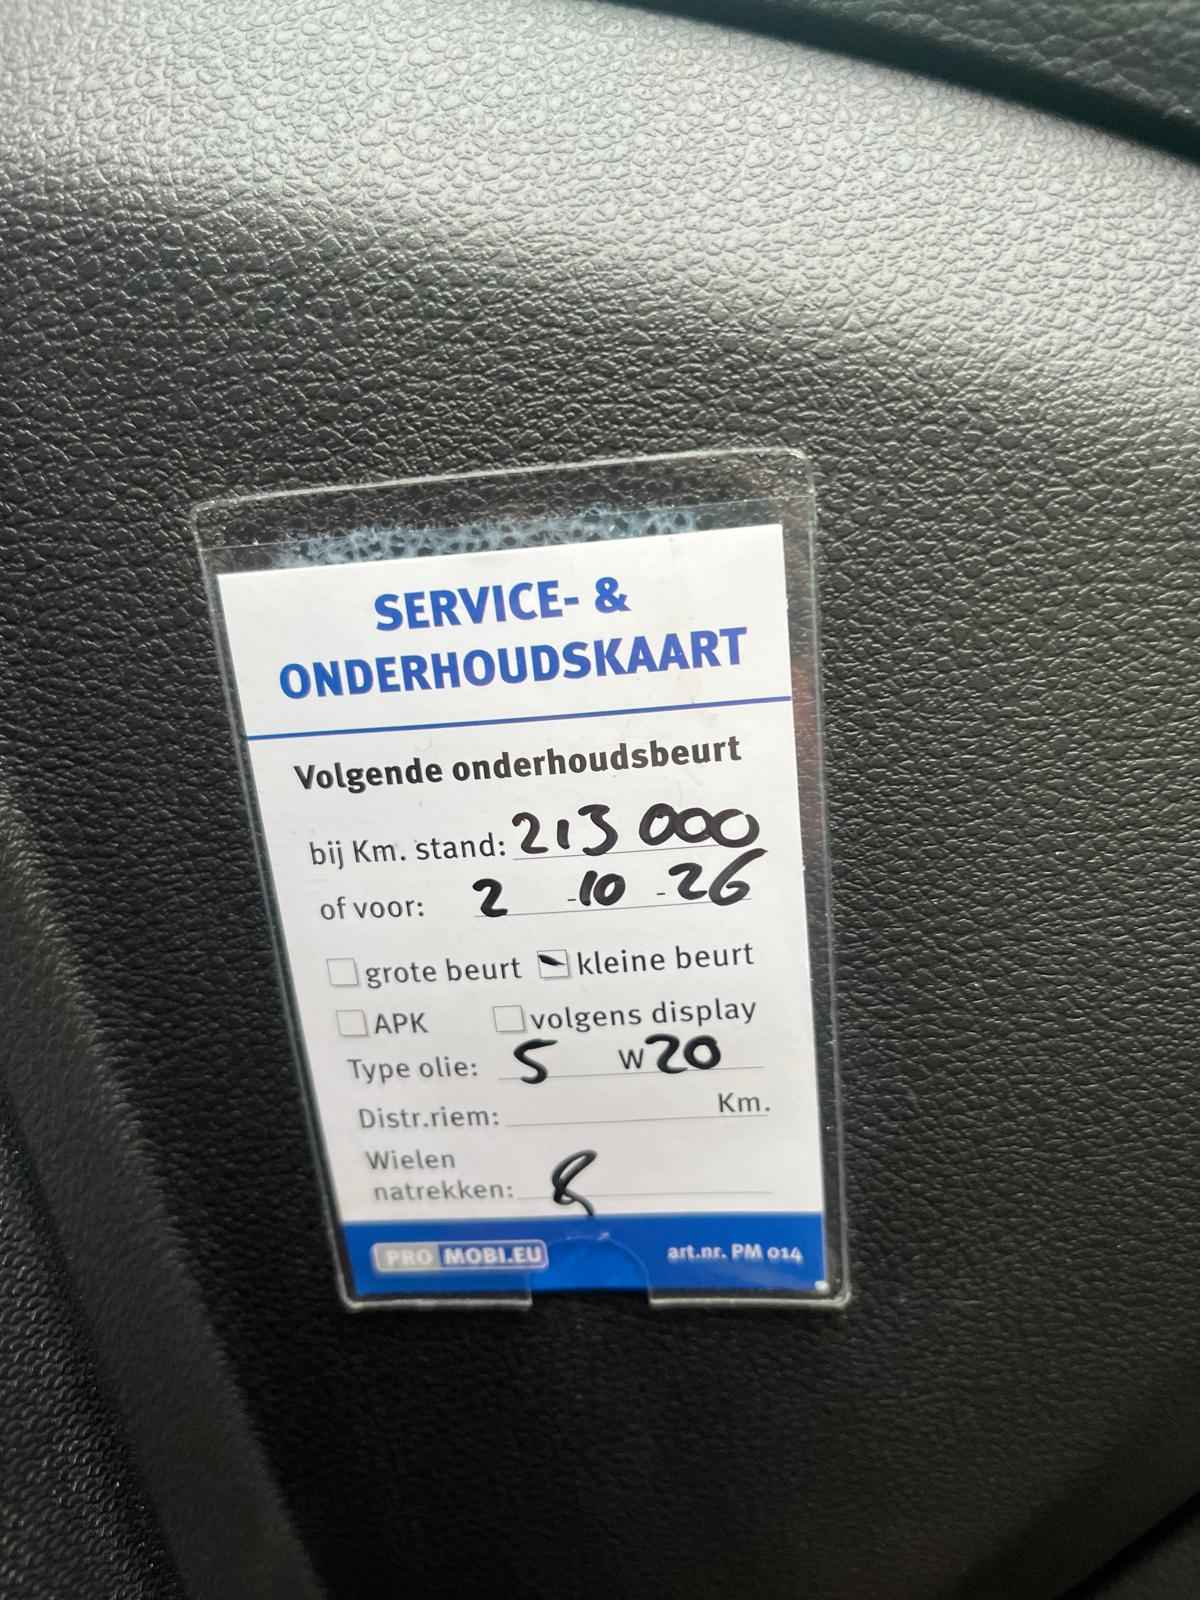 SERVICE- &
ONDERHOUDSKAART
Volgende onderhoudsbeurt
bij Km. stand: 213 000
of voor: 2 -10 -26
grote beurt kleine beurt
APK volgens display
Type olie: 5 W20
Distr.riem: Km.
Wielen
natrekken:
PRO MOBI.EU art.nr. PM 014